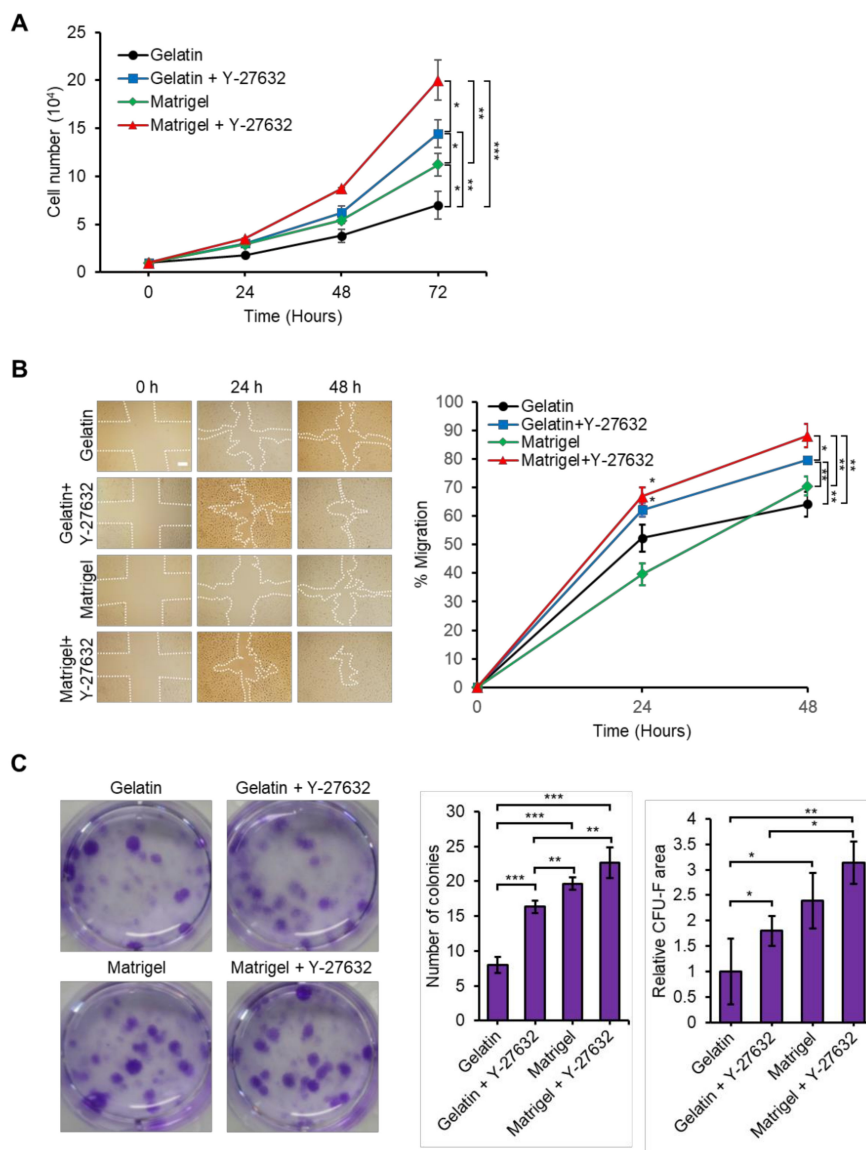 A
25
20
15
10
5
0
Cell number (10⁴)
Gelatin
Gelatin + Y-27632
Matrigel
Matrigel + Y-27632
*
*
*
**
**
***
0 24 48 72
Time (Hours)
B
0 h 24 h 48 h
Gelatin
Gelatin+
Y-27632
Matrigel
Matrigel+
Y-27632
100
90
80
70
60
50
40
30
20
10
0
% Migration
Gelatin
Gelatin+Y-27632
Matrigel
Matrigel+Y-27632
*
*
*
**
**
**
**
0 24 48
Time (Hours)
C
Gelatin Gelatin + Y-27632
Matrigel Matrigel + Y-27632
30
25
20
15
10
5
0
Number of colonies
***
***
**
***
**
Gelatin
Gelatin + Y-27632
Matrigel
Matrigel + Y-27632
4
3.5
3
2.5
2
1.5
1
0.5
0
Relative CFU-F area
**
*
*
*
Gelatin
Gelatin + Y-27632
Matrigel
Matrigel + Y-27632